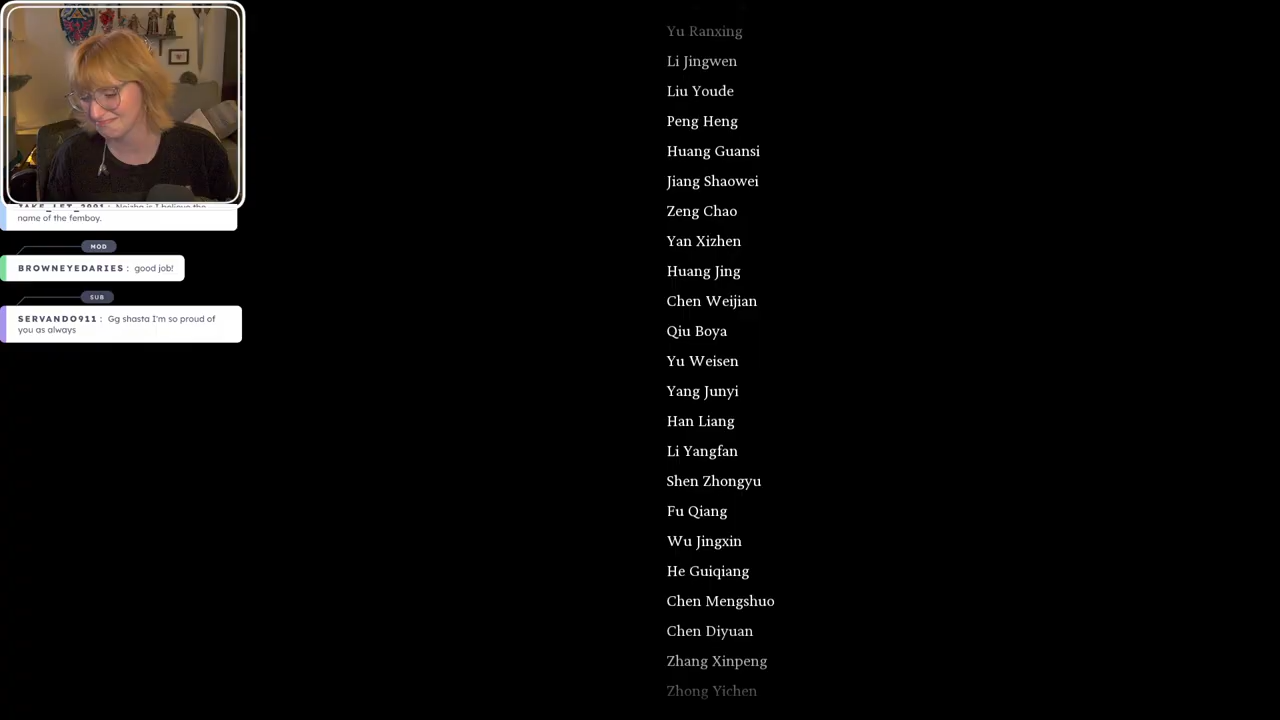 name of the femboy.
MOD
BROWNEYEDARIES: good job!
SUB
SERVANDO911: Gg shasta I'm so proud of
you as always
Yu Ranxing
Li Jingwen
Liu Youde
Peng Heng
Huang Guansi
Jiang Shaowei
Zeng Chao
Yan Xizhen
Huang Jing
Chen Weijian
Qiu Boya
Yu Weisen
Yang Junyi
Han Liang
Li Yangfan
Shen Zhongyu
Fu Qiang
Wu Jingxin
He Guiqiang
Chen Mengshuo
Chen Diyuan
Zhang Xinpeng
Zhong Yichen